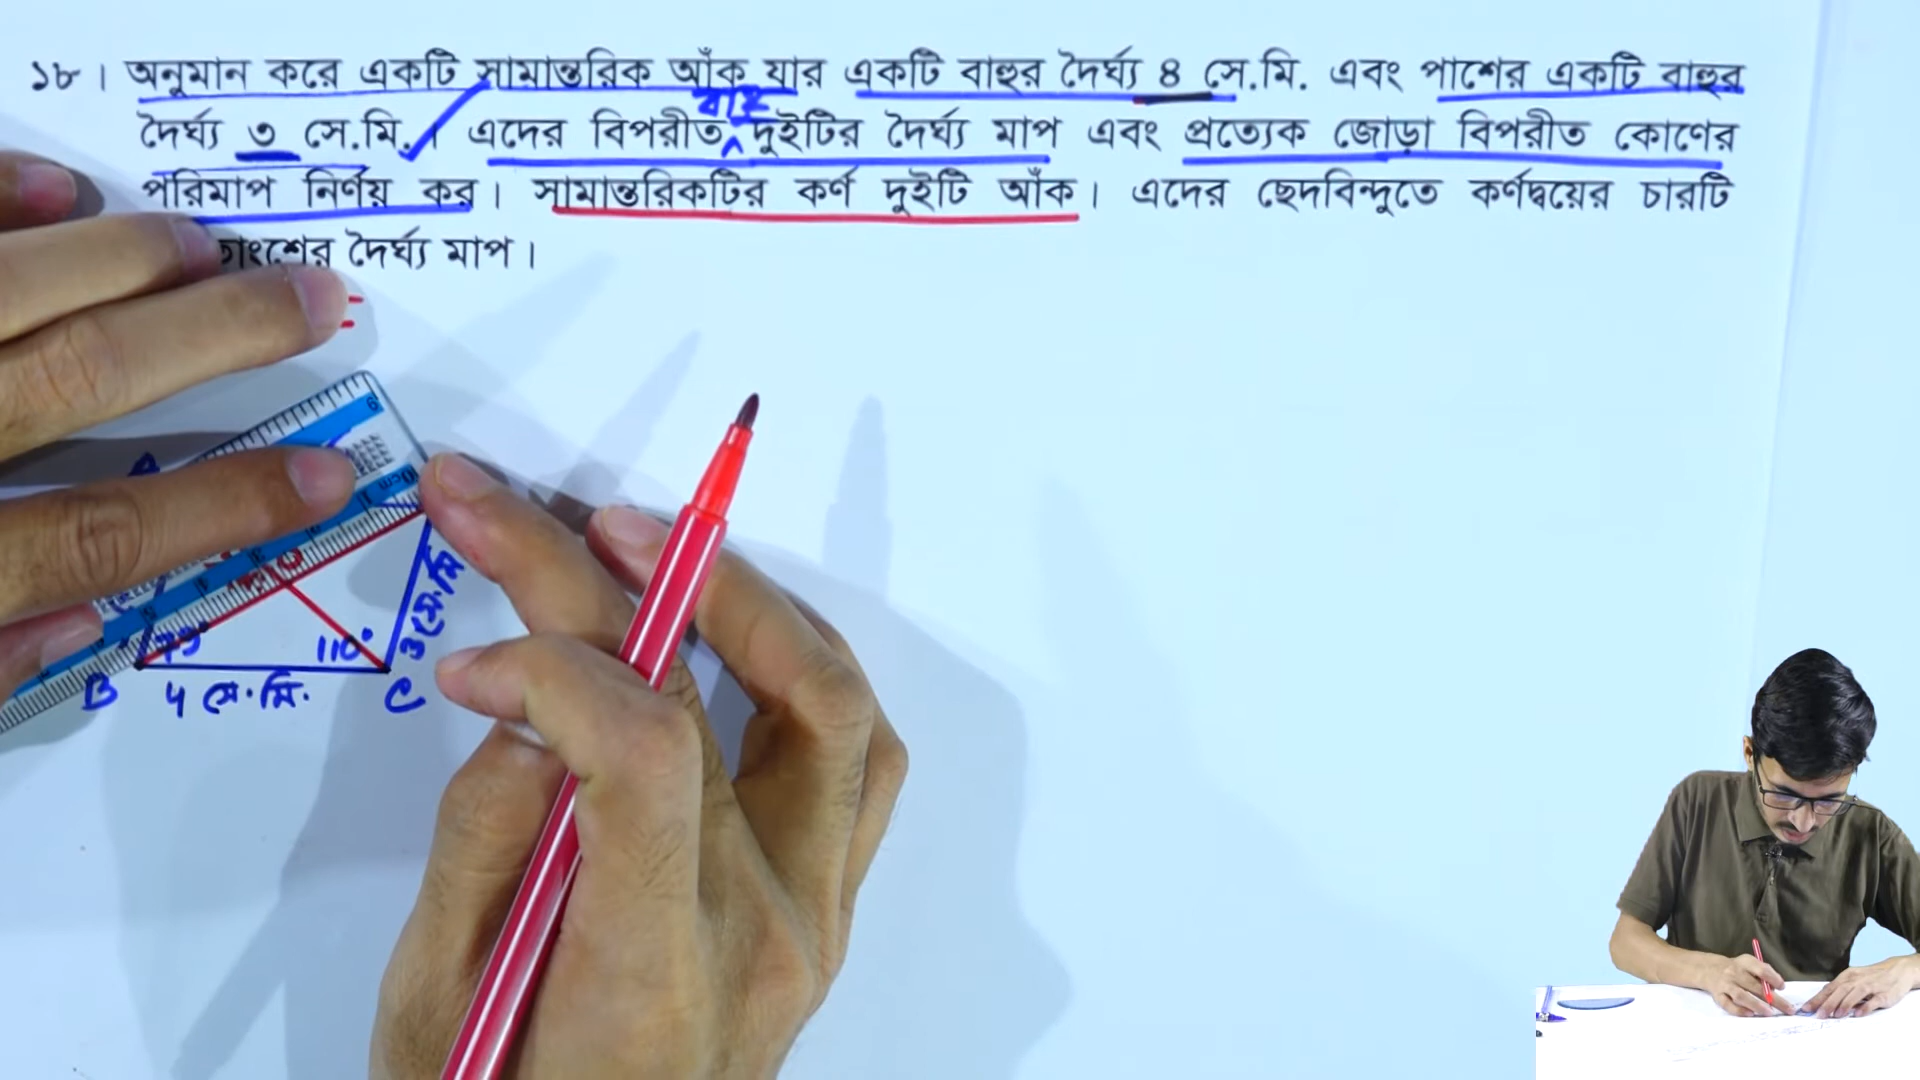 ১৮। অনুমান করে একটি সামান্তরিক আঁক যার একটি বাহুর দৈর্ঘ্য ৪ সে.মি. এবং পাশের একটি বাহুর
বাহু
দৈর্ঘ্য ৩ সে.মি.। এদের বিপরীত দুইটির দৈর্ঘ্য মাপ এবং প্রত্যেক জোড়া বিপরীত কোণের
পরিমাপ নির্ণয় কর। সামান্তরিকটির কর্ণ দুইটি আঁক। এদের ছেদবিন্দুতে কর্ণদ্বয়ের চারটি
দৈর্ঘ্য মাপ।
10cm
3 সে.মি
110°
B 4 সে.মি. C